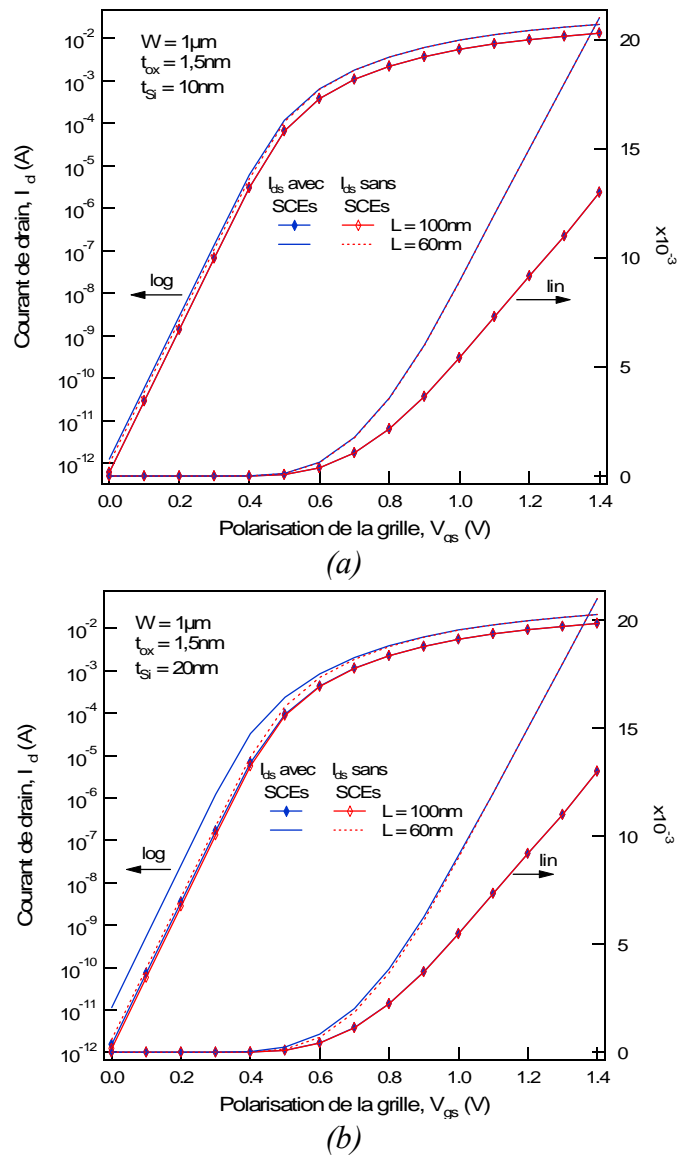 W = 1µm
t_ox = 1,5nm
t_Si = 10nm
Courant de drain, I_d (A)
10^-2
10^-3
10^-4
10^-5
10^-6
10^-7
10^-8
10^-9
10^-10
10^-11
10^-12
I_ds avec SCEs
I_ds sans SCEs
L = 100nm
L = 60nm
log
lin
20
15
10
5
0
x10^-3
0.0 0.2 0.4 0.6 0.8 1.0 1.2 1.4
Polarisation de la grille, V_gs (V)
(a)
W = 1µm
t_ox = 1,5nm
t_Si = 20nm
Courant de drain, I_d (A)
10^-2
10^-3
10^-4
10^-5
10^-6
10^-7
10^-8
10^-9
10^-10
10^-11
10^-12
I_ds avec SCEs
I_ds sans SCEs
L = 100nm
L = 60nm
log
lin
20
15
10
5
0
x10^-3
0.0 0.2 0.4 0.6 0.8 1.0 1.2 1.4
Polarisation de la grille, V_gs (V)
(b)